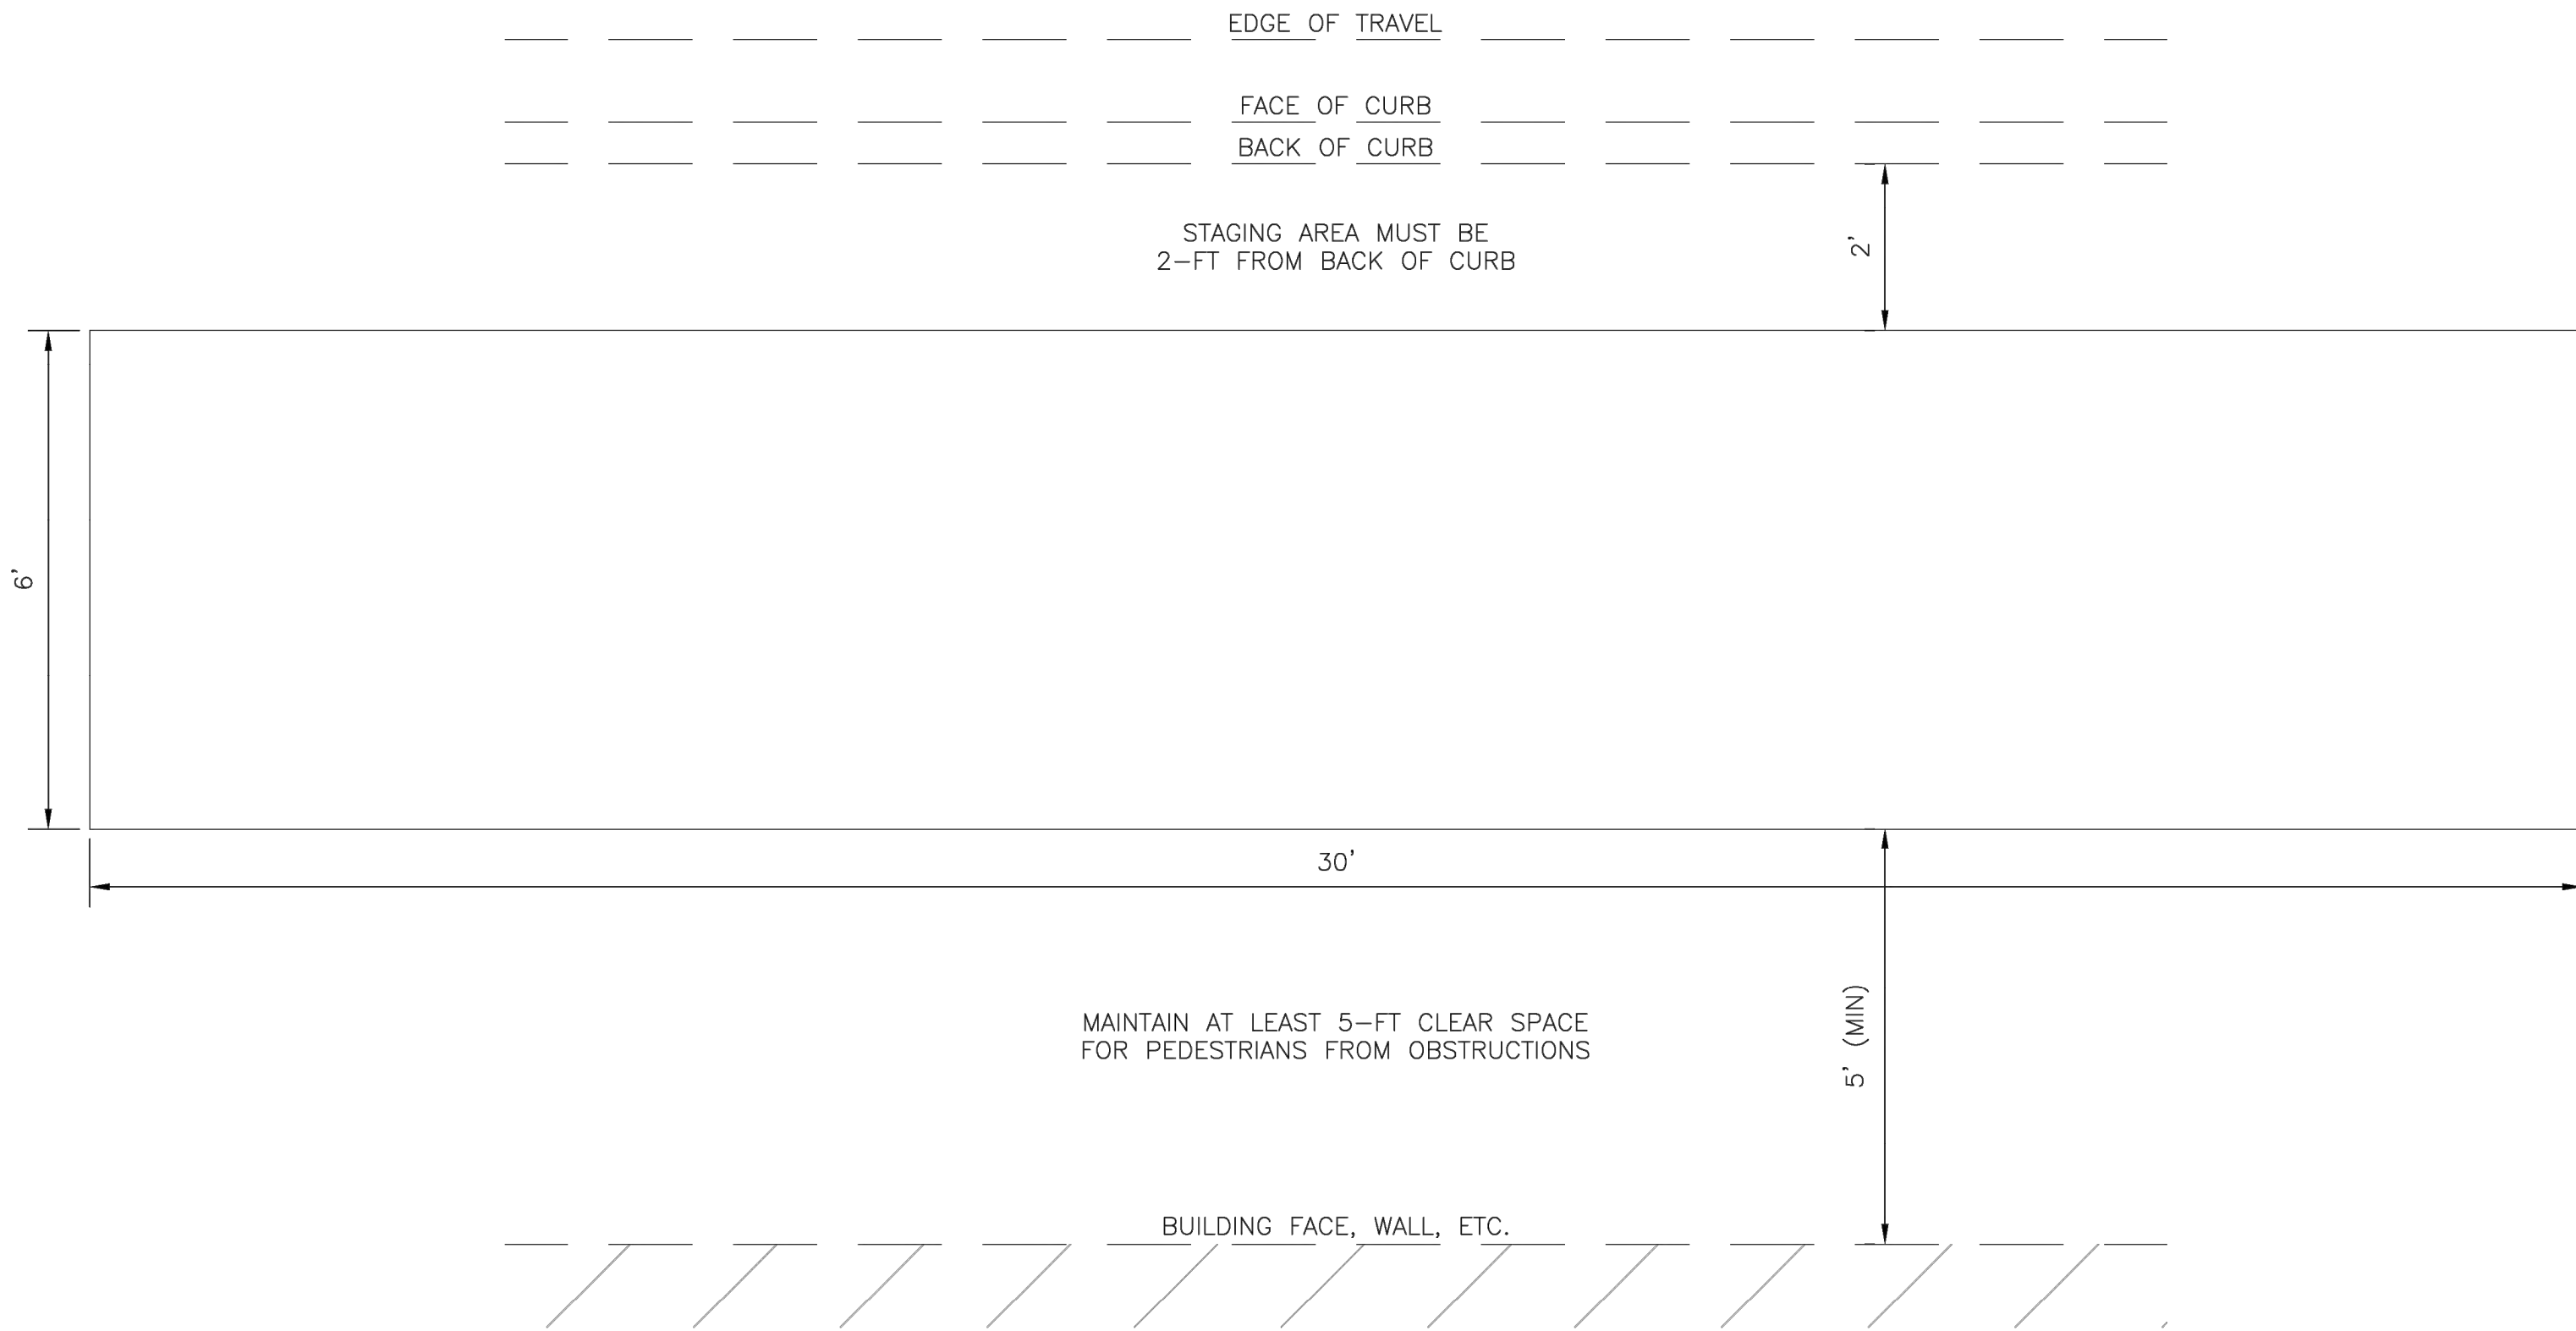 EDGE OF TRAVEL
FACE OF CURB
BACK OF CURB
STAGING AREA MUST BE
2-FT FROM BACK OF CURB
2'
6'
30'
MAINTAIN AT LEAST 5-FT CLEAR SPACE
FOR PEDESTRIANS FROM OBSTRUCTIONS
5' (MIN)
BUILDING FACE, WALL, ETC.